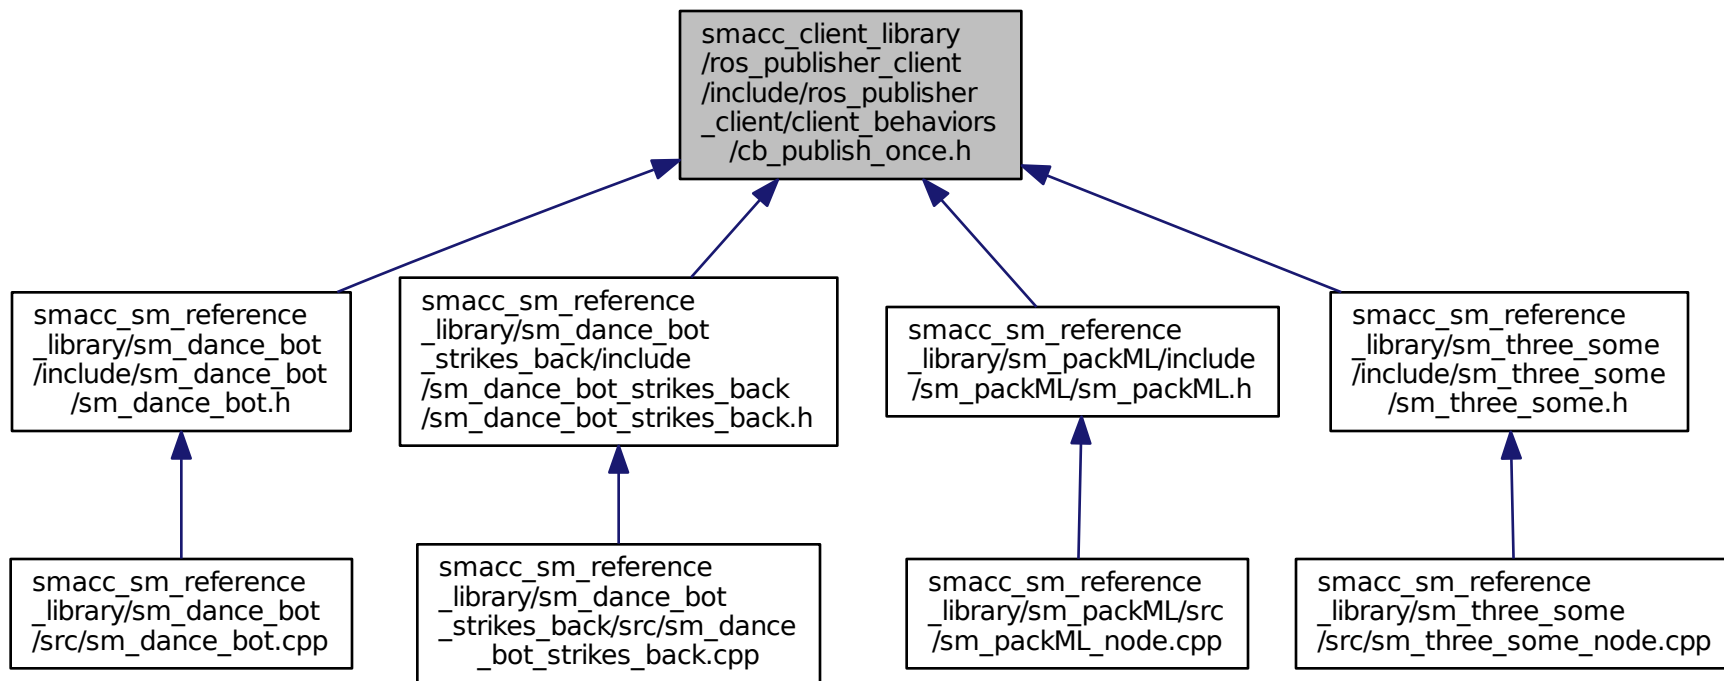 smacc_client_library
/ros_publisher_client
/include/ros_publisher
_client/client_behaviors
/cb_publish_once.h
smacc_sm_reference
_library/sm_dance_bot
/include/sm_dance_bot
/sm_dance_bot.h
smacc_sm_reference
_library/sm_dance_bot
_strikes_back/include
/sm_dance_bot_strikes_back
/sm_dance_bot_strikes_back.h
smacc_sm_reference
_library/sm_packML/include
/sm_packML/sm_packML.h
smacc_sm_reference
_library/sm_three_some
/include/sm_three_some
/sm_three_some.h
smacc_sm_reference
_library/sm_dance_bot
/src/sm_dance_bot.cpp
smacc_sm_reference
_library/sm_dance_bot
_strikes_back/src/sm_dance
_bot_strikes_back.cpp
smacc_sm_reference
_library/sm_packML/src
/sm_packML_node.cpp
smacc_sm_reference
_library/sm_three_some
/src/sm_three_some_node.cpp